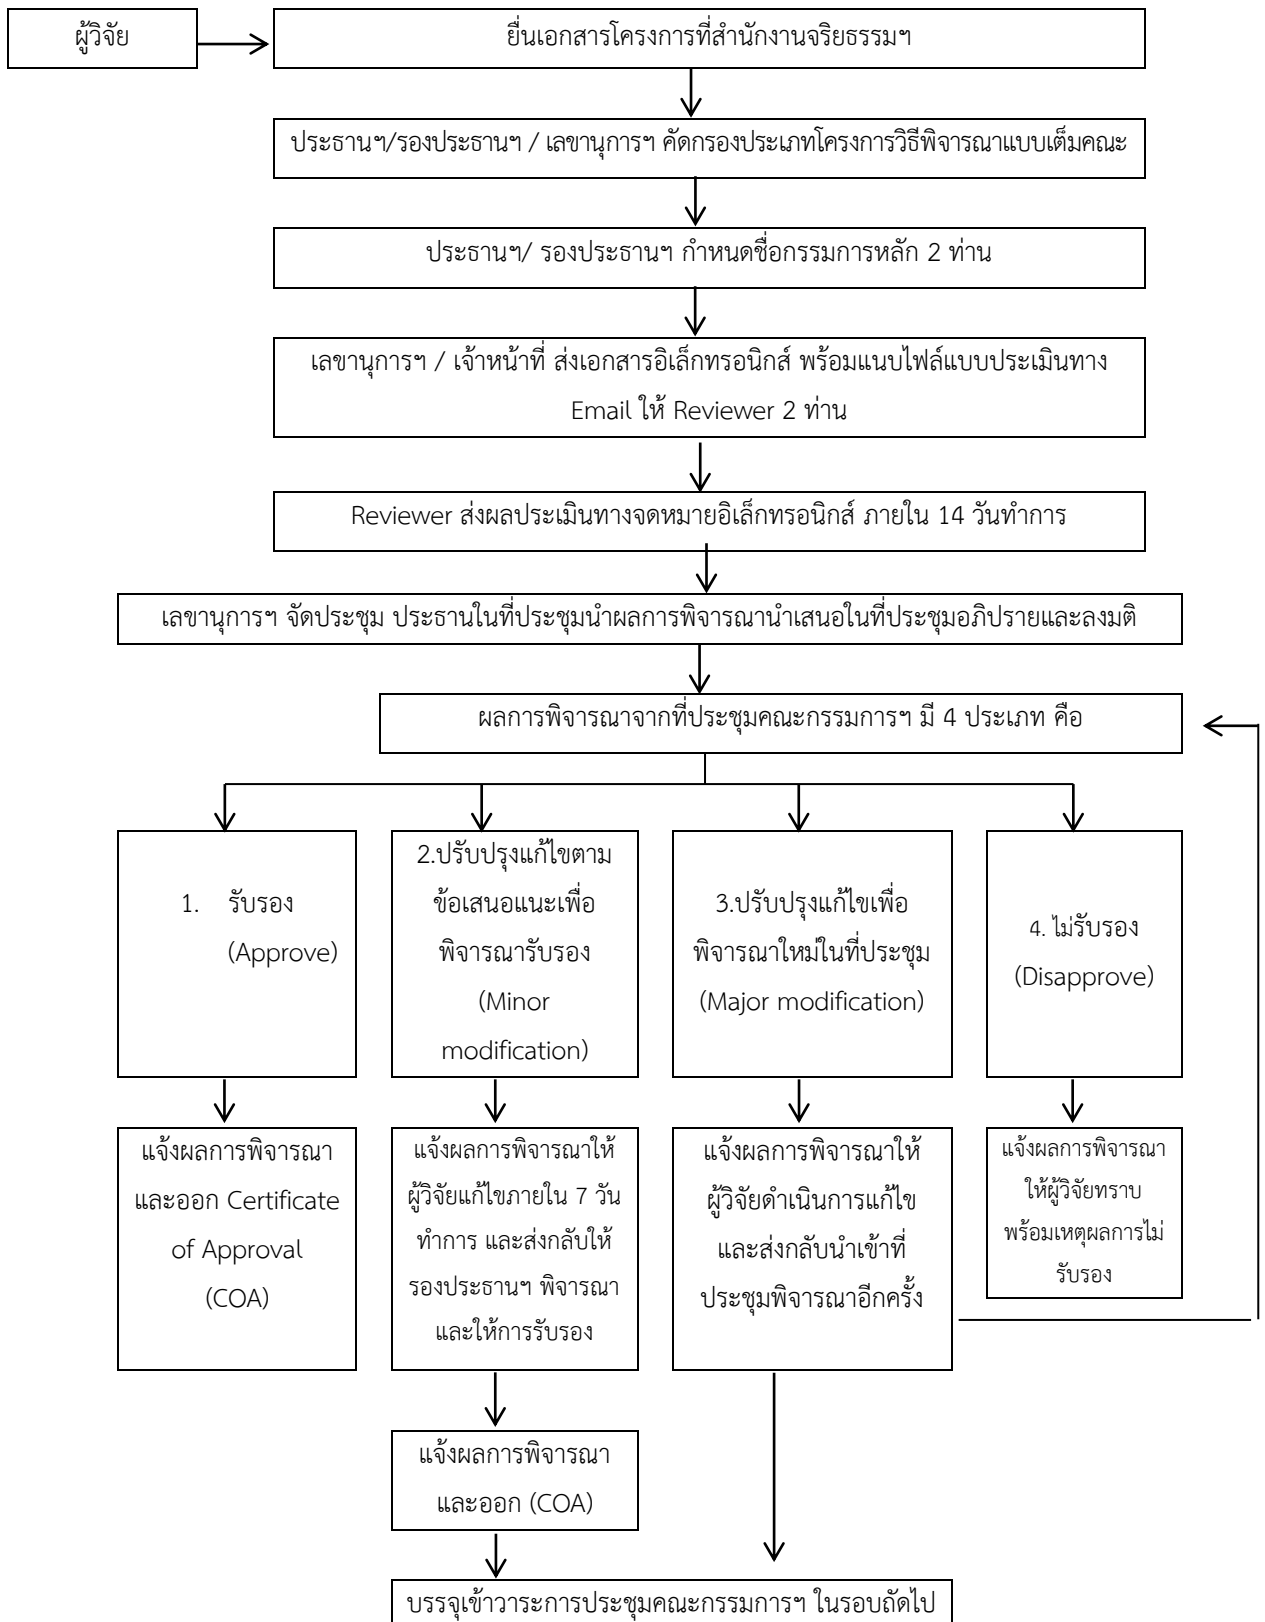 ผู้วิจัย
ยื่นเอกสารโครงการที่สำนักงานจริยธรรมฯ
ประธานฯ/รองประธานฯ / เลขานุการฯ คัดกรองประเภทโครงการวิธีพิจารณาแบบเต็มคณะ
ประธานฯ/ รองประธานฯ กำหนดชื่อกรรมการหลัก 2 ท่าน
เลขานุการฯ / เจ้าหน้าที่ ส่งเอกสารอิเล็กทรอนิกส์ พร้อมแนบไฟล์แบบประเมินทาง
Email ให้ Reviewer 2 ท่าน
Reviewer ส่งผลประเมินทางจดหมายอิเล็กทรอนิกส์ ภายใน 14 วันทำการ
เลขานุการฯ จัดประชุม ประธานในที่ประชุมนำผลการพิจารณานำเสนอในที่ประชุมอภิปรายและลงมติ
ผลการพิจารณาจากที่ประชุมคณะกรรมการฯ มี 4 ประเภท คือ
1. รับรอง
(Approve)
2.ปรับปรุงแก้ไขตาม
ข้อเสนอแนะเพื่อ
พิจารณารับรอง
(Minor
modification)
3.ปรับปรุงแก้ไขเพื่อ
พิจารณาใหม่ในที่ประชุม
(Major modification)
4. ไม่รับรอง
(Disapprove)
แจ้งผลการพิจารณา
และออก Certificate
of Approval
(COA)
แจ้งผลการพิจารณาให้
ผู้วิจัยแก้ไขภายใน 7 วัน
ทำการ และส่งกลับให้
รองประธานฯ พิจารณา
และให้การรับรอง
แจ้งผลการพิจารณาให้
ผู้วิจัยดำเนินการแก้ไข
และส่งกลับนำเข้าที่
ประชุมพิจารณาอีกครั้ง
แจ้งผลการพิจารณา
ให้ผู้วิจัยทราบ
พร้อมเหตุผลการไม่
รับรอง
แจ้งผลการพิจารณา
และออก (COA)
บรรจุเข้าวาระการประชุมคณะกรรมการฯ ในรอบถัดไป